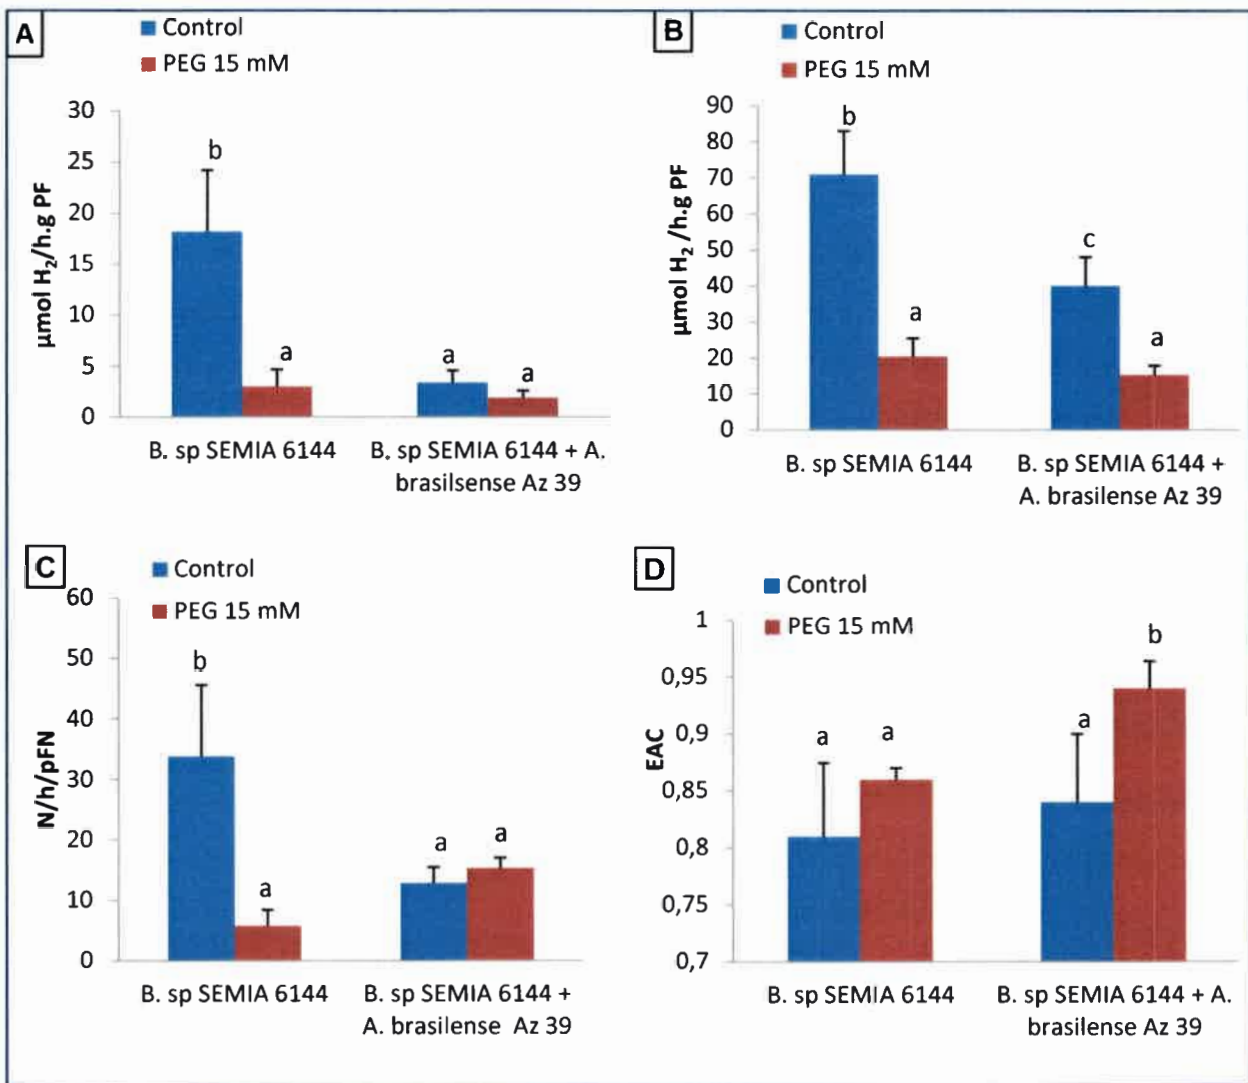 A
Control
PEG 15 mM
30
25
20
15
10
5
0
µmol H₂/h.g PF
b
a
a
a
B. sp SEMIA 6144
B. sp SEMIA 6144 + A.
brasilsense Az 39
B
Control
PEG 15 mM
90
80
70
60
50
40
30
20
10
0
µmol H₂ /h.g PF
b
a
c
a
B. sp SEMIA 6144
B. sp SEMIA 6144 +
A. brasilense Az 39
C
Control
PEG 15 mM
60
50
40
30
20
10
0
N/h/pFN
b
a
a
a
B. sp SEMIA 6144
B. sp SEMIA 6144 +
A. brasilense Az 39
D
Control
PEG 15 mM
1
0,95
0,9
0,85
0,8
0,75
0,7
EAC
a
a
a
b
B. sp SEMIA 6144
B. sp SEMIA 6144 + A.
brasilense Az 39